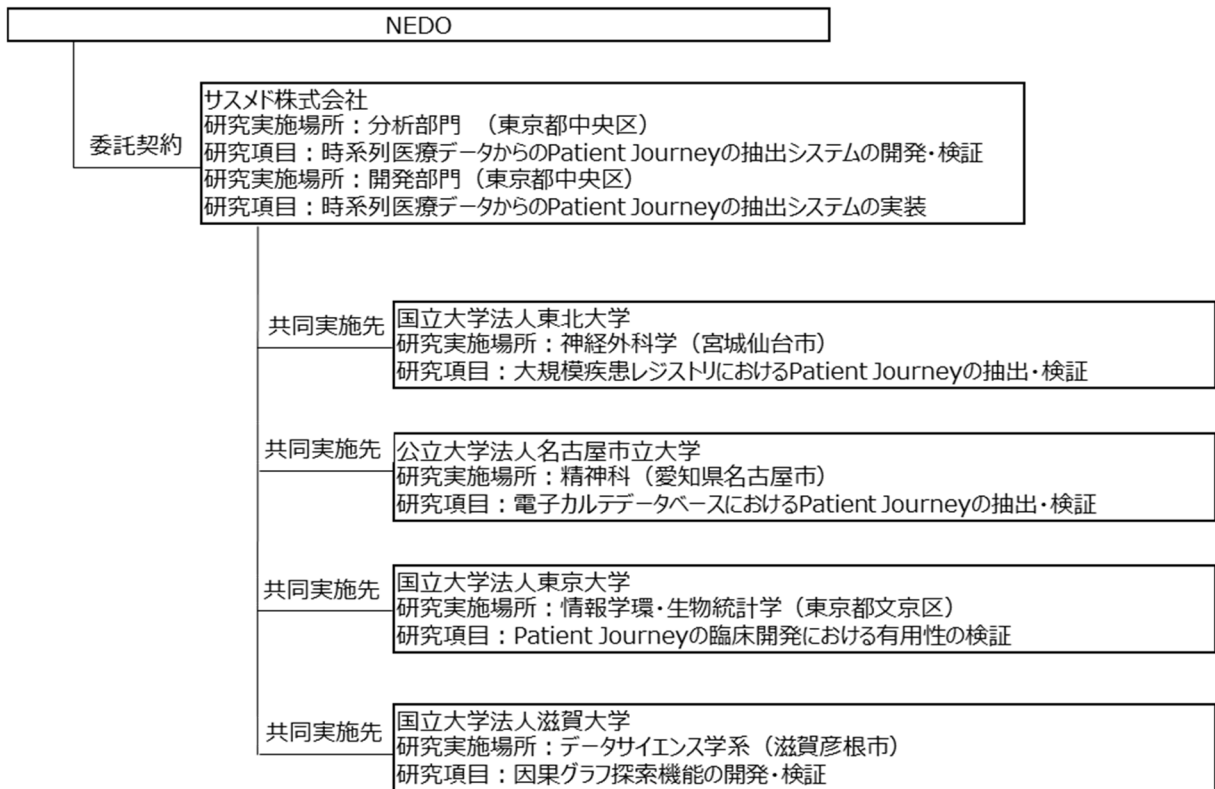 NEDO
委託契約
サスメド株式会社
研究実施場所：分析部門　（東京都中央区）
研究項目：時系列医療データからのPatient Journeyの抽出システムの開発・検証
研究実施場所：開発部門（東京都中央区）
研究項目：時系列医療データからのPatient Journeyの抽出システムの実装
共同実施先
国立大学法人東北大学
研究実施場所：神経外科学（宮城仙台市）
研究項目：大規模疾患レジストリにおけるPatient Journeyの抽出・検証
共同実施先
公立大学法人名古屋市立大学
研究実施場所：精神科（愛知県名古屋市）
研究項目：電子カルテデータベースにおけるPatient Journeyの抽出・検証
共同実施先
国立大学法人東京大学
研究実施場所：情報学環・生物統計学（東京都文京区）
研究項目：Patient Journeyの臨床開発における有用性の検証
共同実施先
国立大学法人滋賀大学
研究実施場所：データサイエンス学系（滋賀彦根市）
研究項目：因果グラフ探索機能の開発・検証